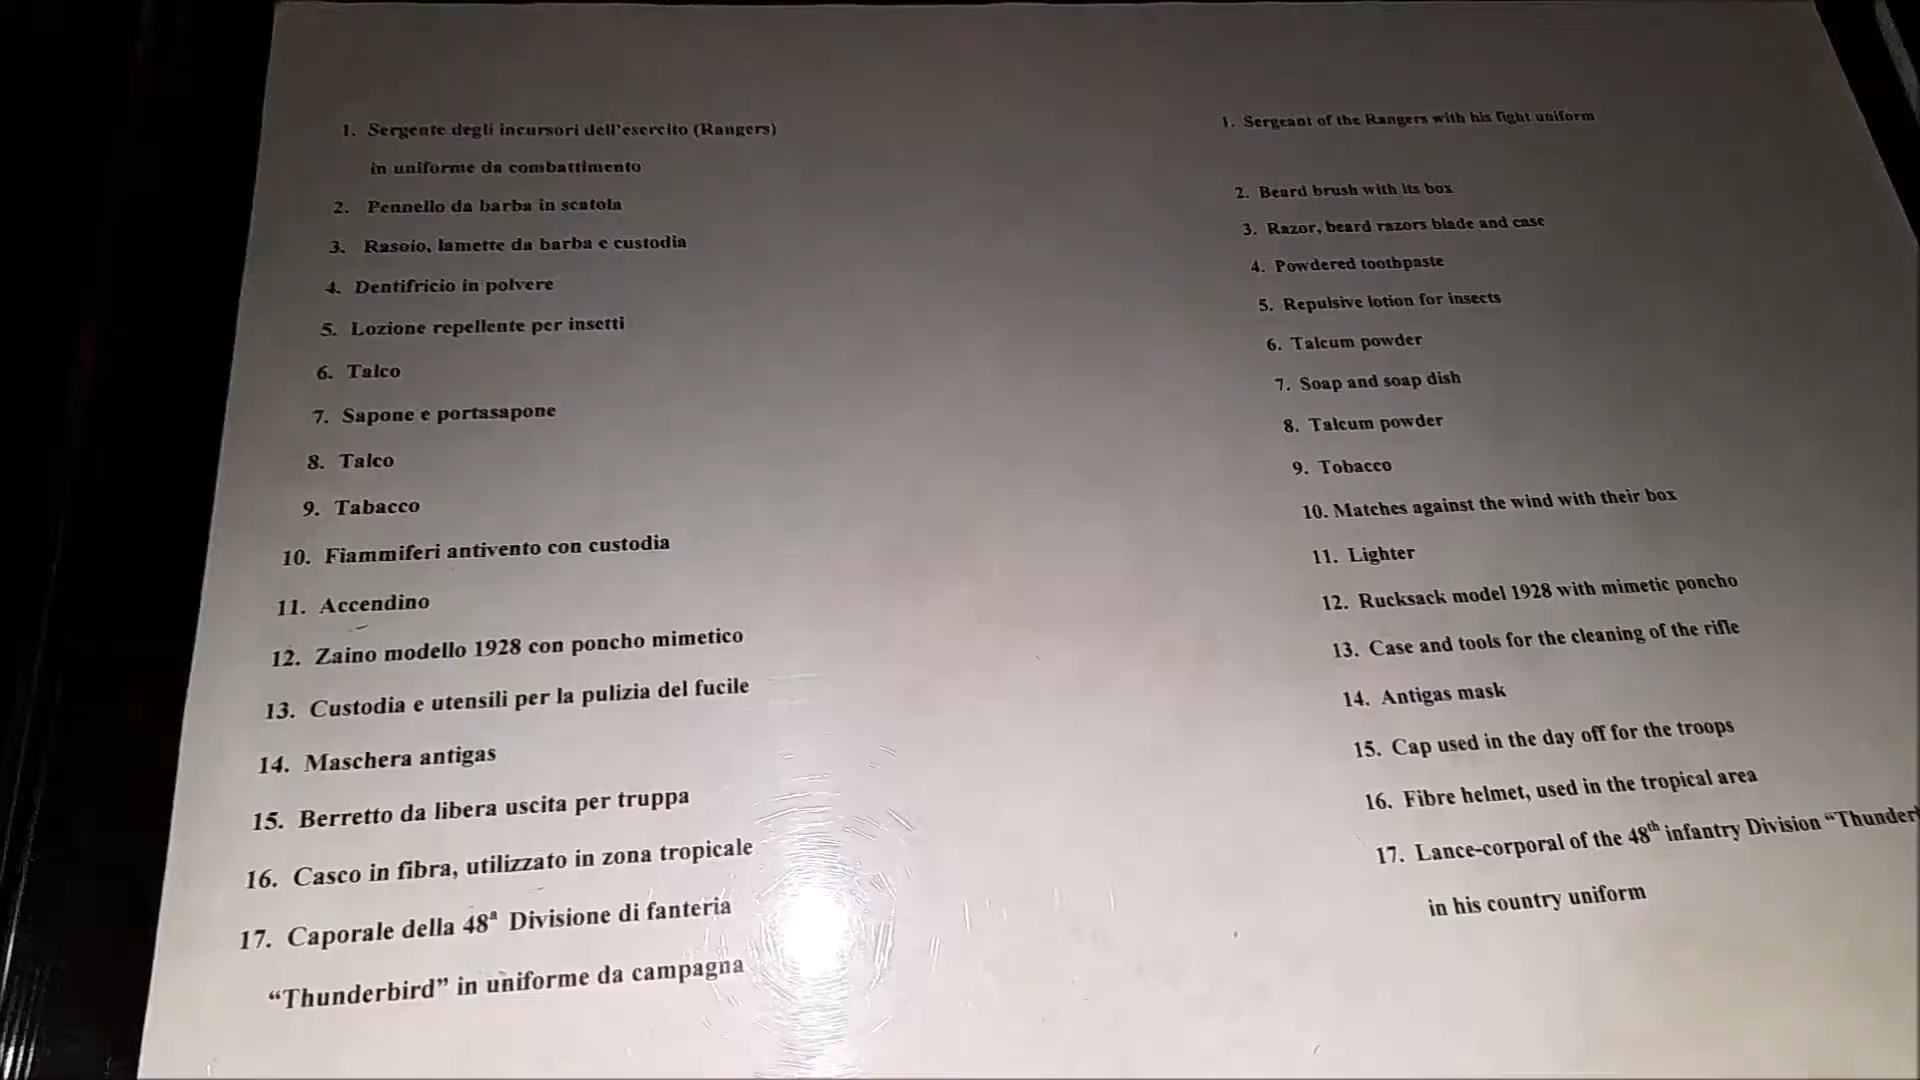 1. Sergente degli incursori dell'esercito (Rangers)
in uniforme da combattimento
2. Pennello da barba in scatola
3. Rasoio, lamette da barba e custodia
4. Dentifricio in polvere
5. Lozione repellente per insetti
6. Talco
7. Sapone e portasapone
8. Talco
9. Tabacco
10. Fiammiferi antivento con custodia
11. Accendino
12. Zaino modello 1928 con poncho mimetico
13. Custodia e utensili per la pulizia del fucile
14. Maschera antigas
15. Berretto da libera uscita per truppa
16. Casco in fibra, utilizzato in zona tropicale
17. Caporale della 48ª Divisione di fanteria
“Thunderbird” in uniforme da campagna
1. Sergeant of the Rangers with his fight uniform
2. Beard brush with its box
3. Razor, beard razors blade and case
4. Powdered toothpaste
5. Repulsive lotion for insects
6. Talcum powder
7. Soap and soap dish
8. Talcum powder
9. Tobacco
10. Matches against the wind with their box
11. Lighter
12. Rucksack model 1928 with mimetic poncho
13. Case and tools for the cleaning of the rifle
14. Antigas mask
15. Cap used in the day off for the troops
16. Fibre helmet, used in the tropical area
17. Lance-corporal of the 48th infantry Division
in his country uniform